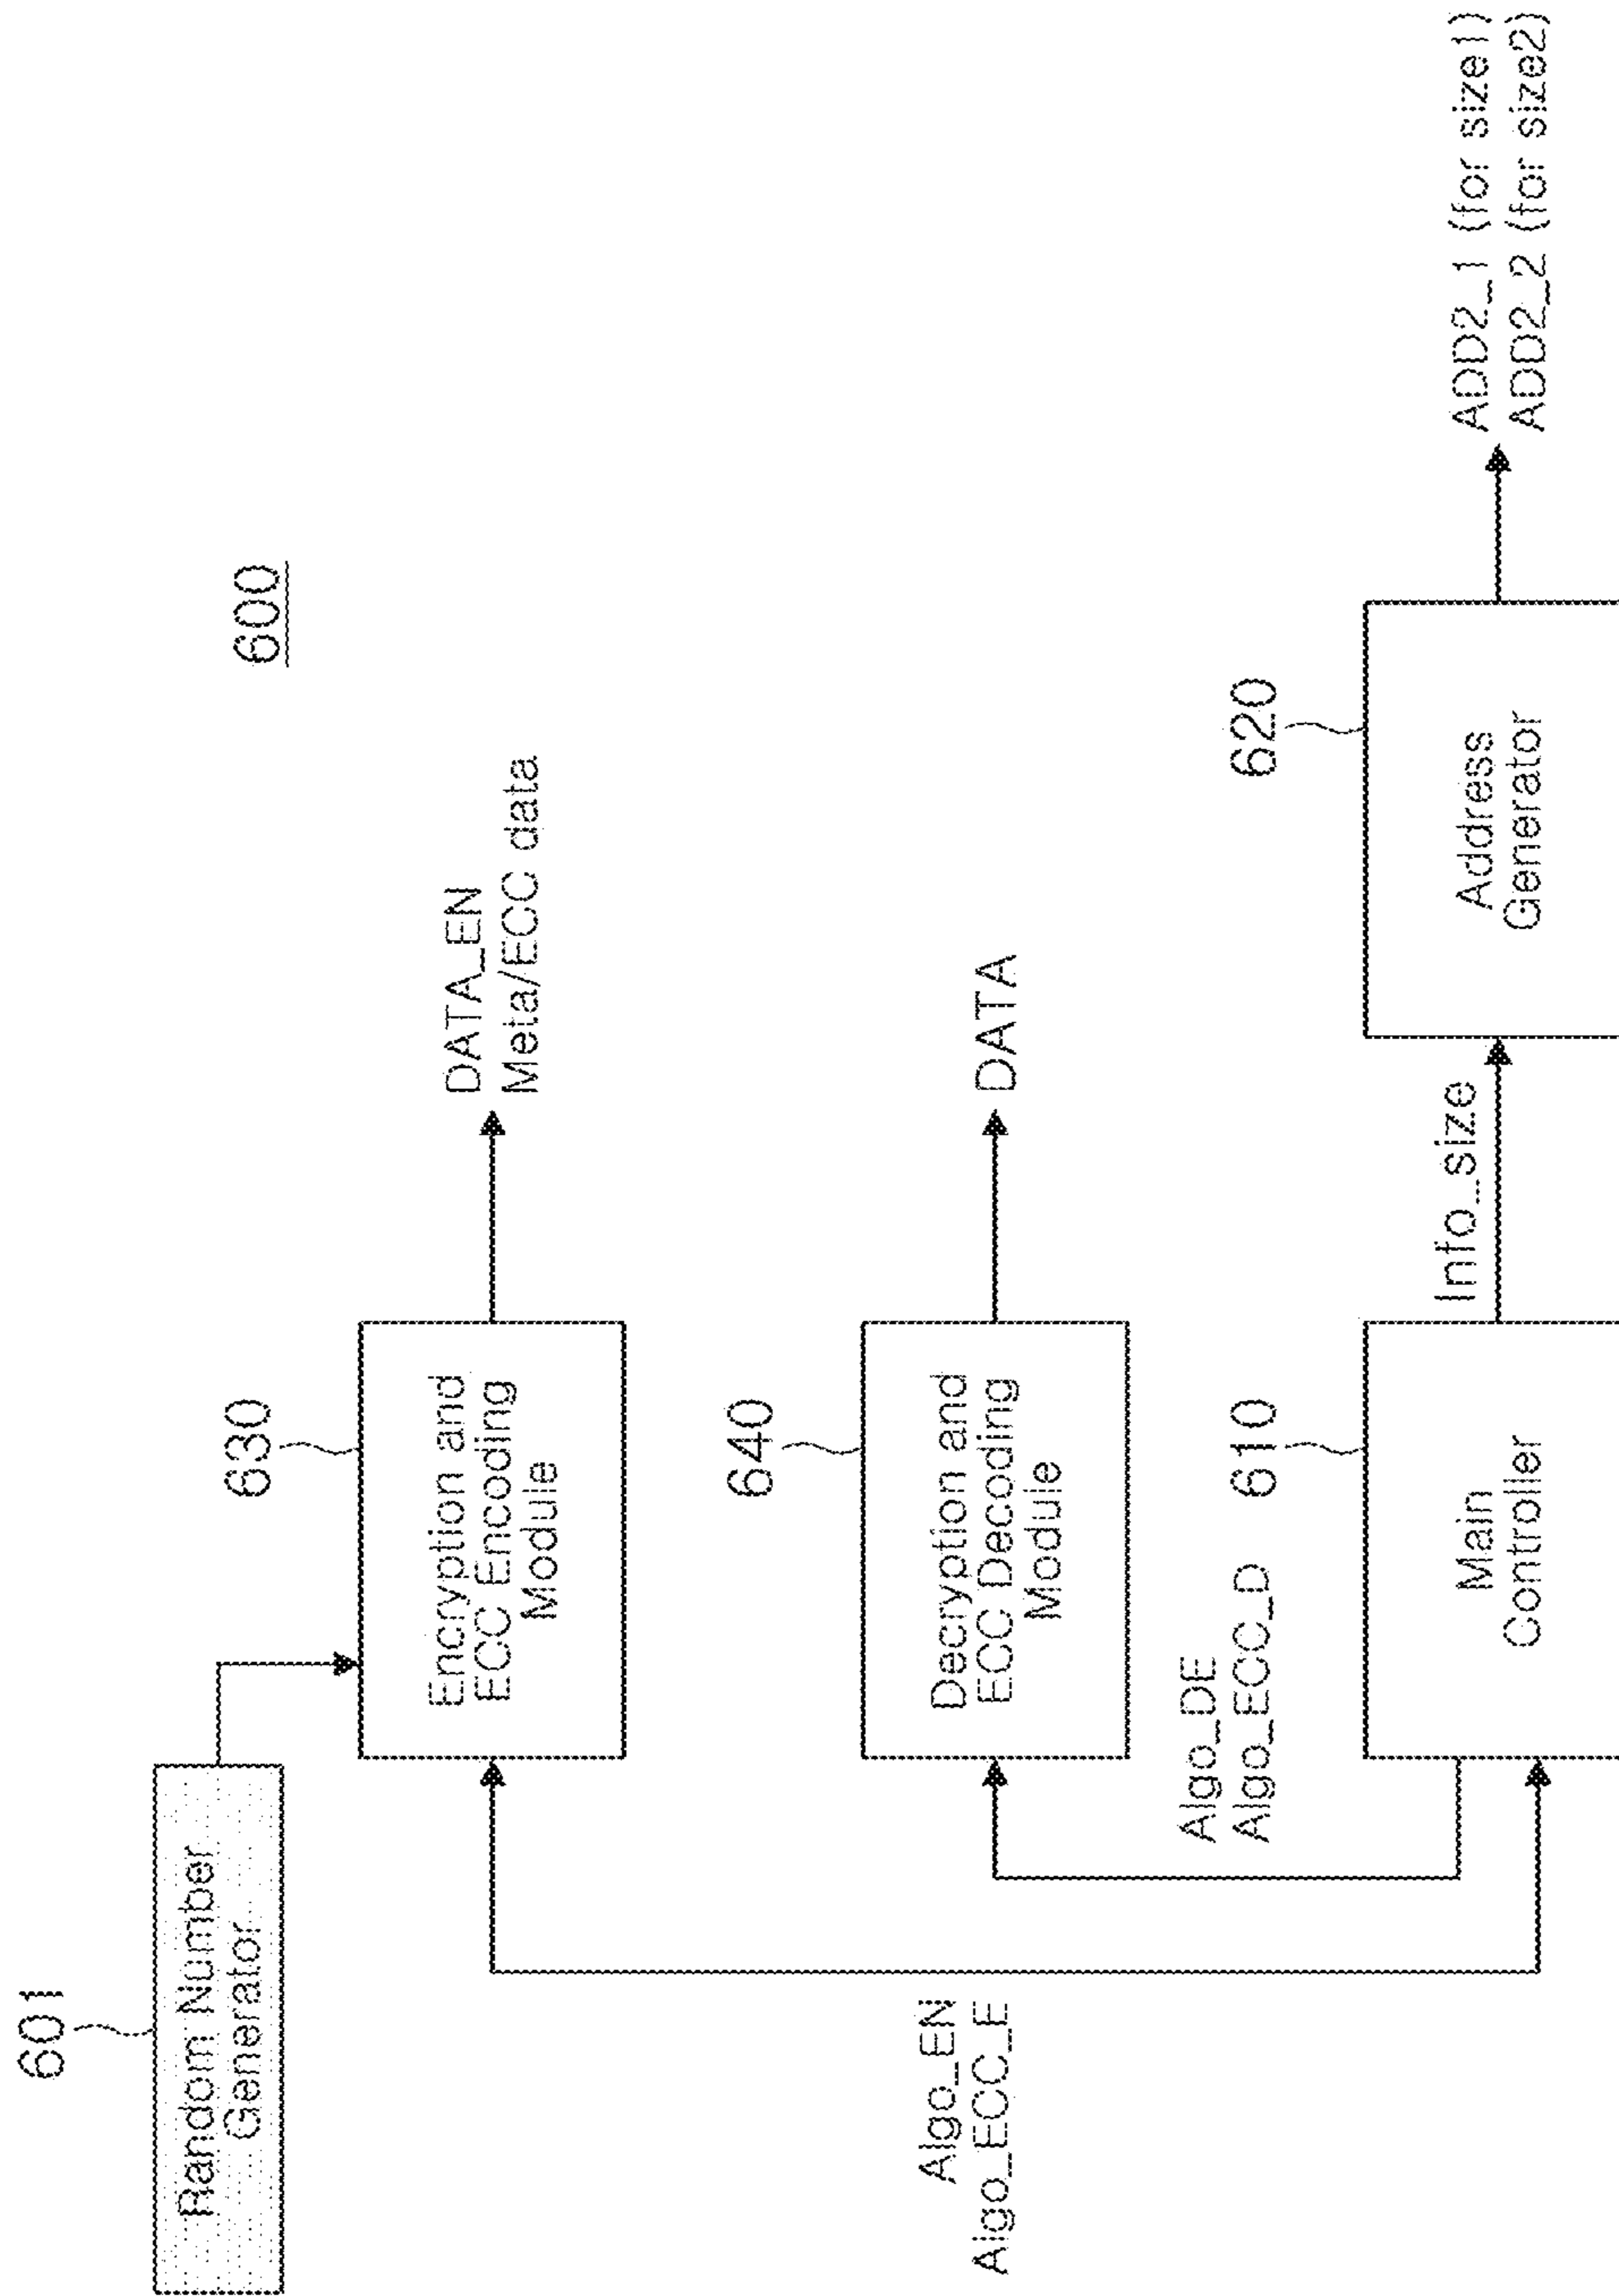 600
601
Random Number
Generator
630
Encryption and
ECC Encoding
Module
DATA_EN
Meta/ECC data
Algo_EN
Algo_ECC_E
640
Decryption and
ECC Decoding
Module
DATA
Algo_DE
Algo_ECC_D
610
Main
Controller
Info_size
620
Address
Generator
ADD2_1 (for size1)
ADD2_2 (for size2)